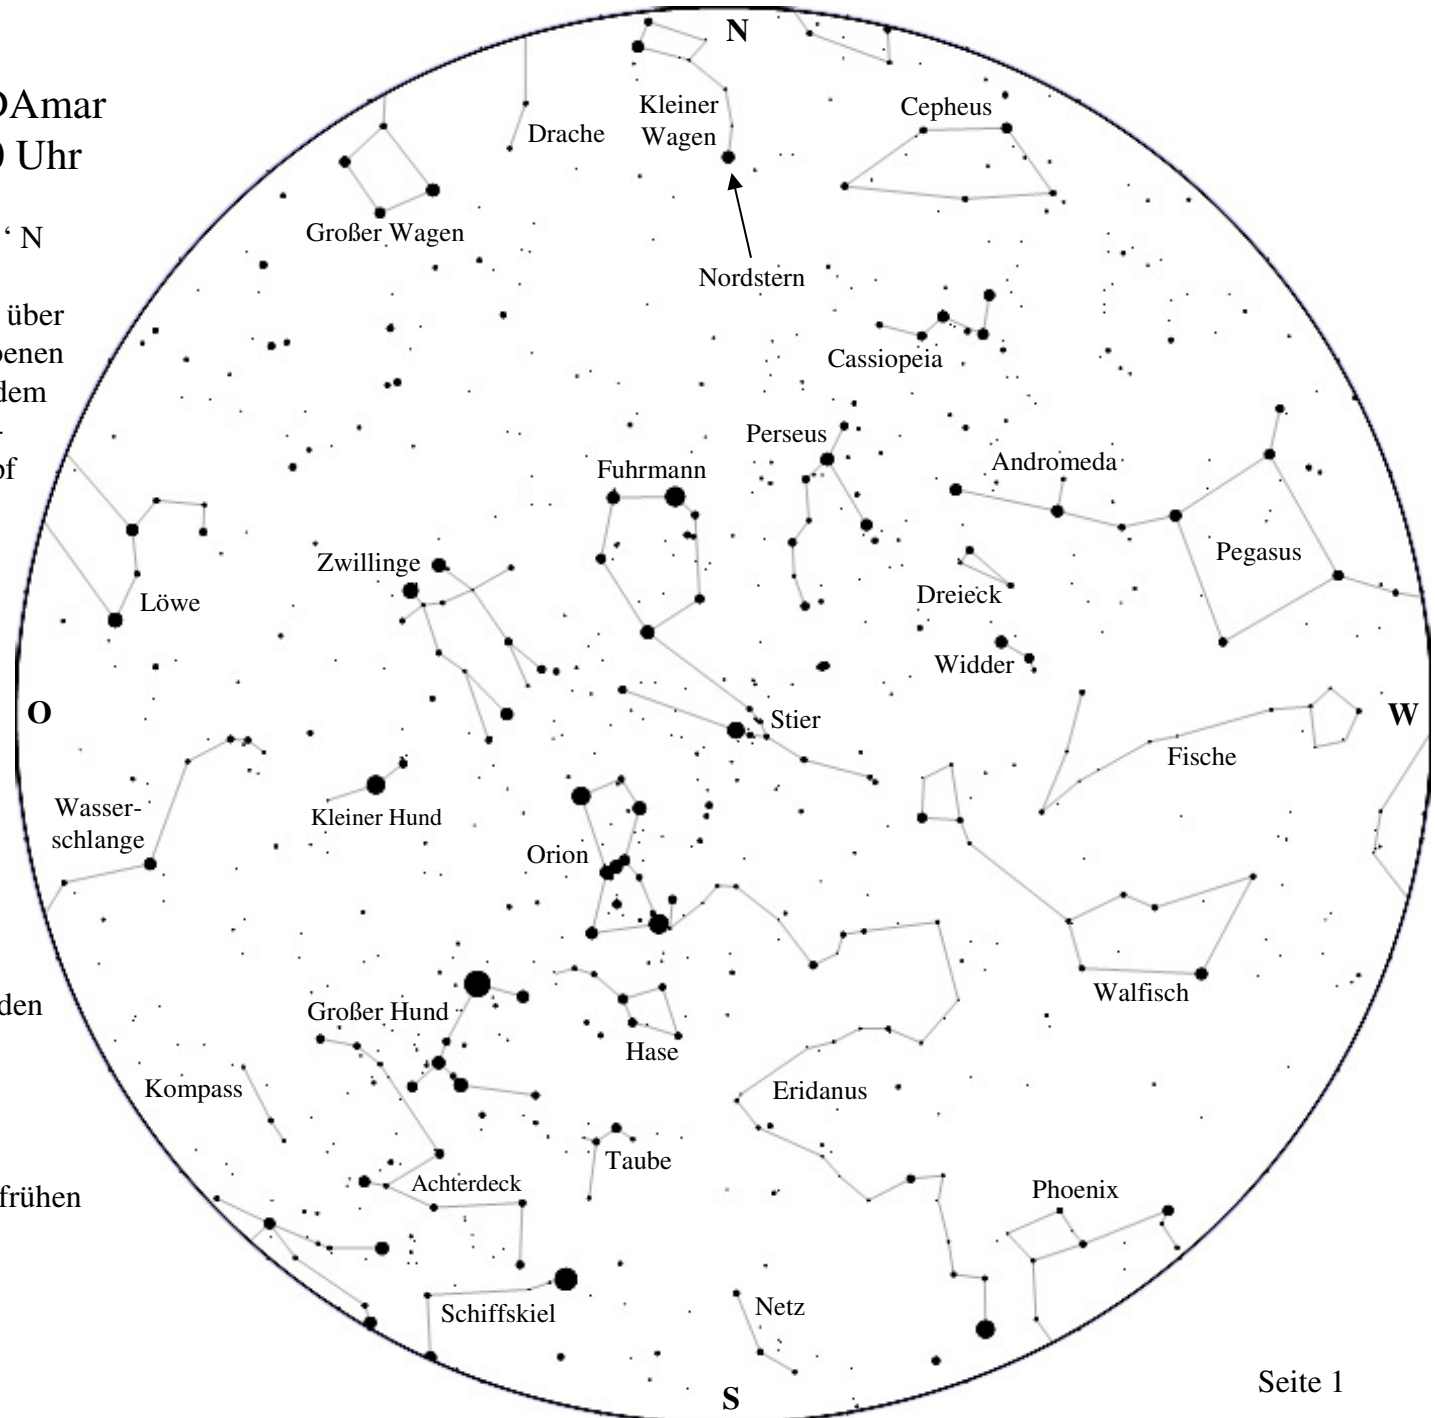 DAmar
0 Uhr
‘ N
über
benen
dem
-
den
frühen
N
Kleiner
Wagen
Cepheus
Drache
Großer Wagen
Nordstern
Cassiopeia
Perseus
Fuhrmann
Andromeda
Zwillinge
Pegasus
Löwe
Dreieck
Widder
O
Stier
W
Fische
Wasser-
schlange
Kleiner Hund
Orion
Walfisch
Großer Hund
Hase
Kompass
Eridanus
Taube
Achterdeck
Phoenix
Schiffskiel
Netz
S
Seite 1